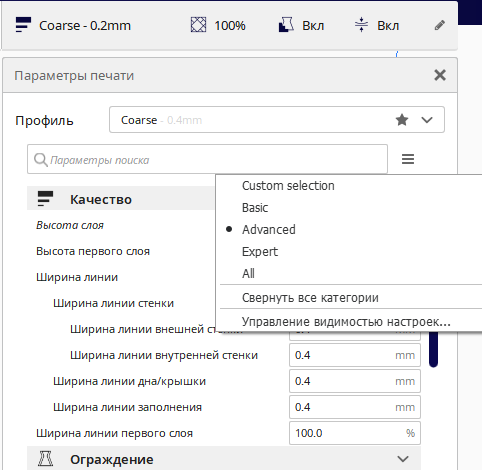 Coarse - 0.2mm 100% Вкл Вкл
Параметры печати
Профиль Coarse - 0.4mm
Параметры поиска
Custom selection
Качество
Basic
Высота слоя
Advanced
Высота первого слоя
Expert
Ширина линии
All
Ширина линии стенки
Свернуть все категории
Управление видимостью настроек...
Ширина линии внешней стенки
Ширина линии внутренней стенки 0.4 mm
Ширина линии дна/крышки 0.4 mm
Ширина линии заполнения 0.4 mm
Ширина линии первого слоя 100.0 %
Ограждение